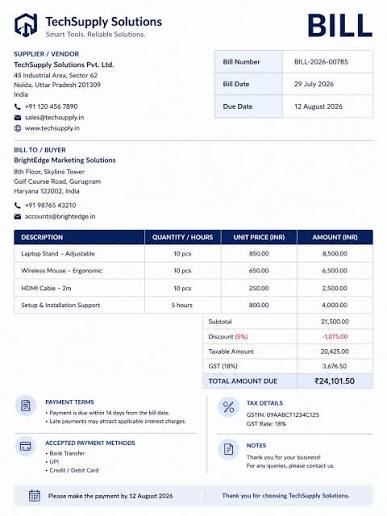 TechSupply Solutions
Smart Tools. Reliable Solutions.
BILL
SUPPLIER / VENDOR
TechSupply Solutions Pvt. Ltd.
45 Industrial Area, Sector 62
Noida, Uttar Pradesh 201309
India
+91 120 456 7890
sales@techsupply.in
www.techsupply.in
Bill Number BILL-2026-00785
Bill Date 29 July 2026
Due Date 12 August 2026
BILL TO / BUYER
BrightEdge Marketing Solutions
8th Floor, Skyline Tower
Golf Course Road, Gurugram
Haryana 122002, India
+91 98765 43210
accounts@brightedge.in
DESCRIPTION QUANTITY / HOURS UNIT PRICE (INR) AMOUNT (INR)
Laptop Stand – Adjustable 10 pcs 850.00 8,500.00
Wireless Mouse – Ergonomic 10 pcs 650.00 6,500.00
HDMI Cable – 2m 10 pcs 250.00 2,500.00
Setup & Installation Support 5 hours 800.00 4,000.00
Subtotal 21,500.00
Discount (5%) -1,075.00
Taxable Amount 20,425.00
GST (18%) 3,676.50
TOTAL AMOUNT DUE ₹24,101.50
PAYMENT TERMS
• Payment is due within 14 days from the bill date.
• Late payments may attract applicable interest charges.
ACCEPTED PAYMENT METHODS
• Bank Transfer
• UPI
• Credit / Debit Card
TAX DETAILS
GSTIN: 09AABCT1234C1Z5
GST Rate: 18%
NOTES
Thank you for your business!
For any queries, please contact us.
Please make the payment by 12 August 2026
Thank you for choosing TechSupply Solutions.